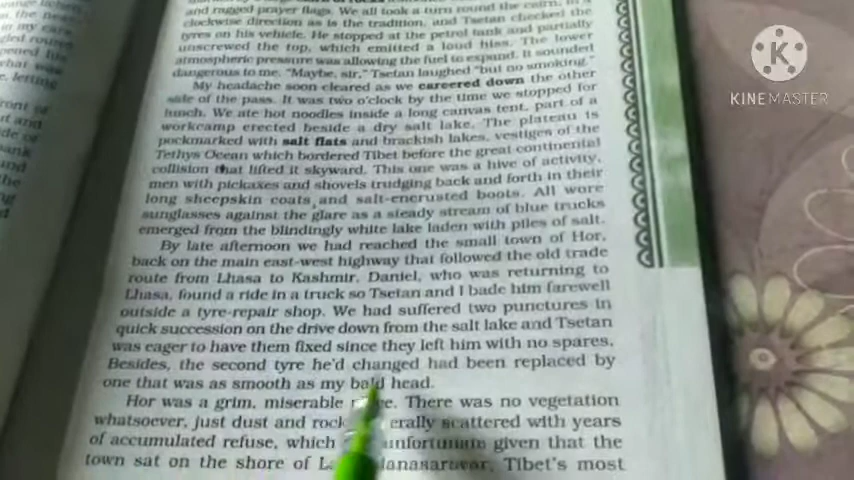 and ragged prayer flags. We all took a turn round the cairn, in a
clockwise direction as is the tradition, and Tsetan checked the
tyres on his vehicle. He stopped at the petrol tank and partially
unscrewed the top, which emitted a loud hiss. The lower
atmospheric pressure was allowing the fuel to expand. It sounded
dangerous to me. "Maybe, sir," Tsetan laughed "but no smoking."
My headache soon cleared as we careered down the other
side of the pass. It was two o'clock by the time we stopped for
lunch. We ate hot noodles inside a long canvas tent, part of a
workcamp erected beside a dry salt lake. The plateau is
pockmarked with salt flats and brackish lakes, vestiges of the
Tethys Ocean which bordered Tibet before the great continental
collision that lifted it skyward. This one was a hive of activity,
men with pickaxes and shovels trudging back and forth in their
long sheepskin coats and salt-encrusted boots. All wore
sunglasses against the glare as a steady stream of blue trucks
emerged from the blindingly white lake laden with piles of salt.
By late afternoon we had reached the small town of Hor,
back on the main east-west highway that followed the old trade
route from Lhasa to Kashmir. Daniel, who was returning to
Lhasa, found a ride in a truck so Tsetan and I bade him farewell
outside a tyre-repair shop. We had suffered two punctures in
quick succession on the drive down from the salt lake and Tsetan
was eager to have them fixed since they left him with no spares.
Besides, the second tyre he'd changed had been replaced by
one that was as smooth as my bald head.
Hor was a grim, miserable There was no vegetation
whatsoever, just dust and scattered with years
of accumulated refuse, which unfortunate given that the
town sat on the shore of Tibet's most
KINEMASTER